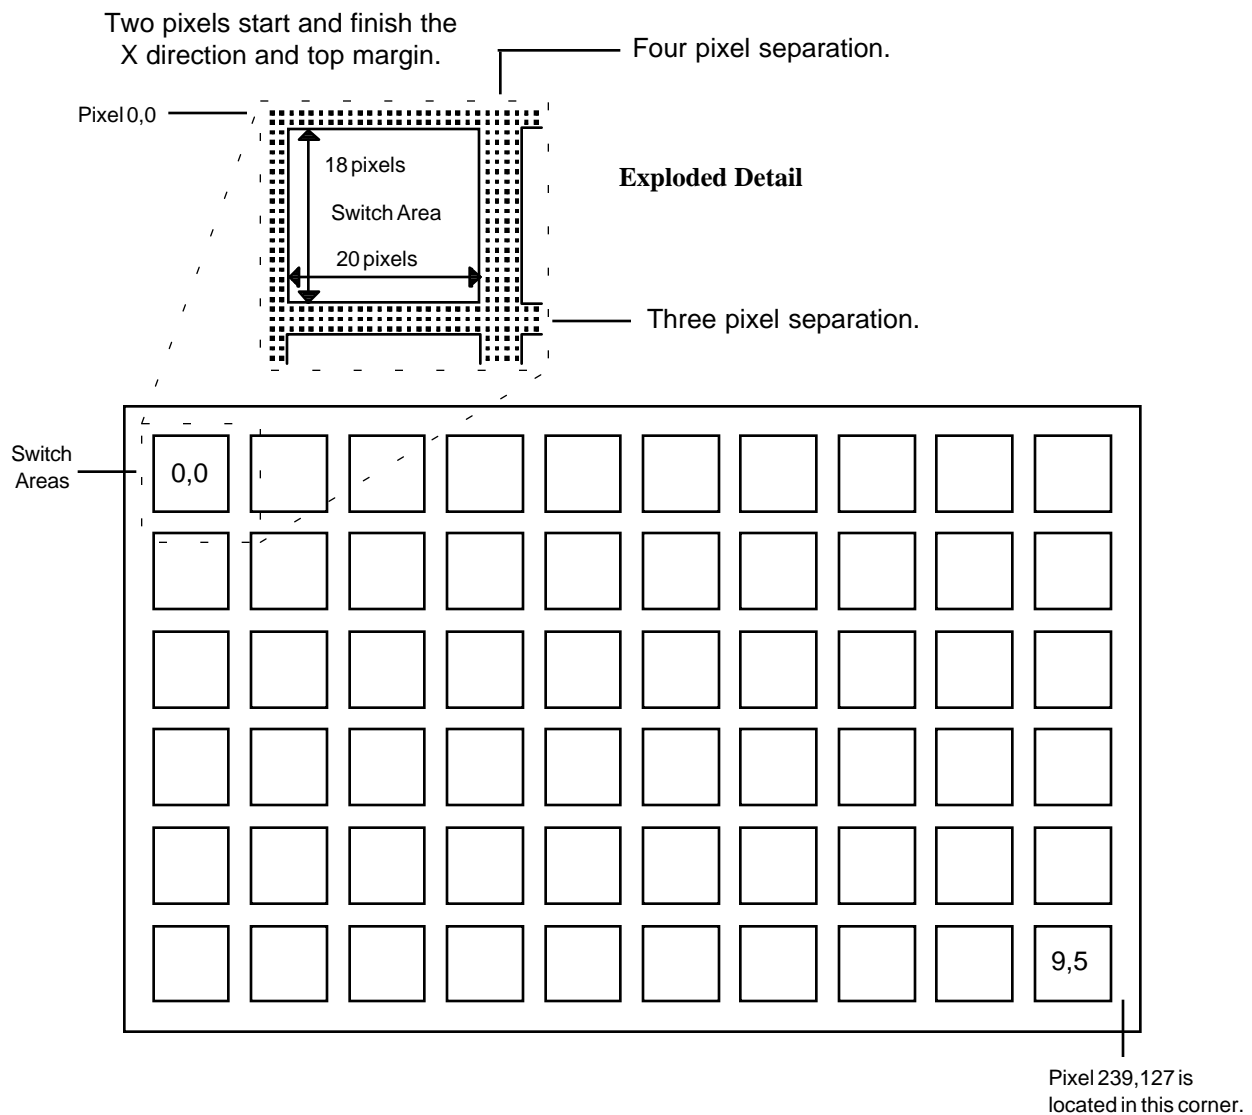 Two pixels start and finish the
X direction and top margin.
Four pixel separation.
Pixel 0,0
18 pixels
Switch Area
20 pixels
Exploded Detail
Three pixel separation.
Switch
Areas
0,0
9,5
Pixel 239,127 is
located in this corner.